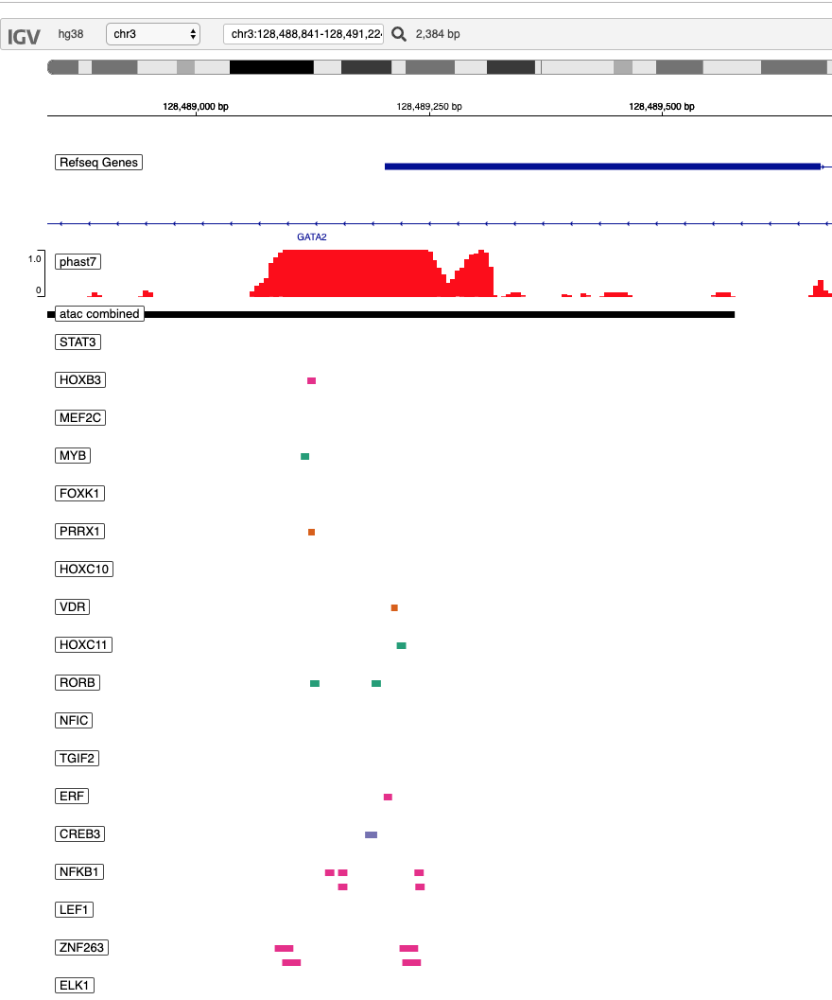 IGV hg38 chr3 chr3:128,488,841-128,491,22 2,384 bp
128,489,000 bp 128,489,250 bp 128,489,500 bp
Refseq Genes
GATA2
1.0 phast7
0
atac combined
STAT3
HOXB3
MEF2C
MYB
FOXK1
PRRX1
HOXC10
VDR
HOXC11
RORB
NFIC
TGIF2
ERF
CREB3
NFKB1
LEF1
ZNF263
ELK1